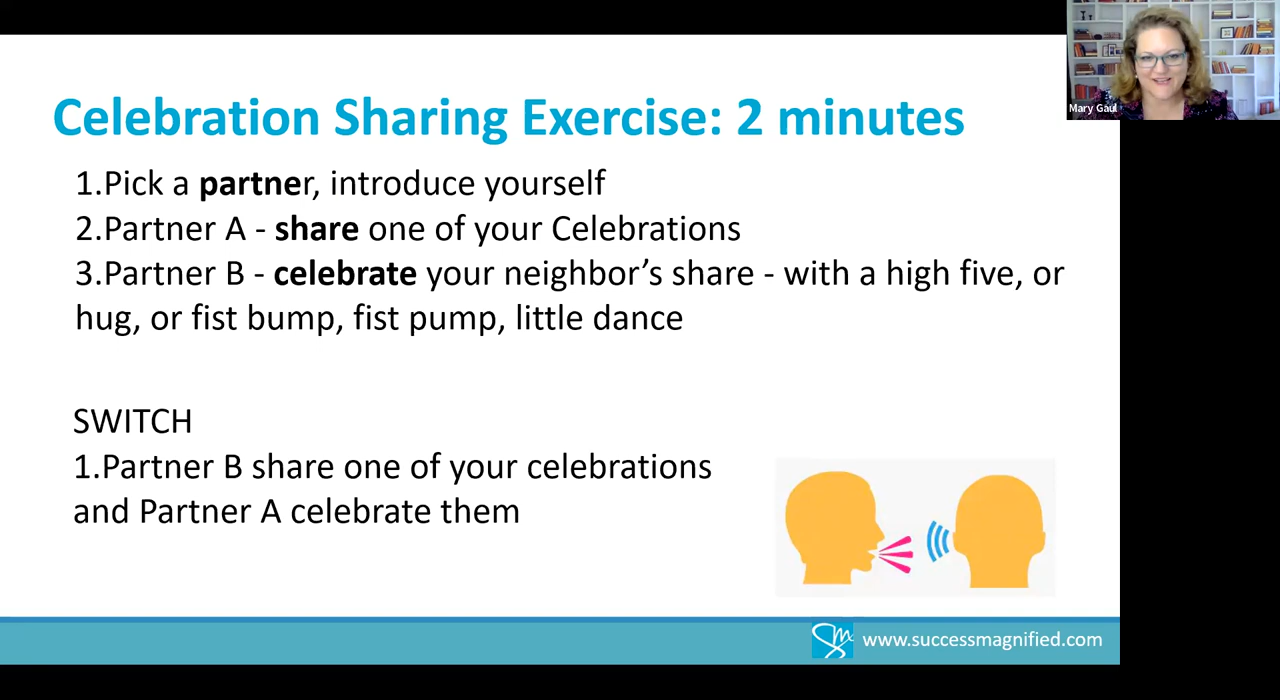 Celebration Sharing Exercise: 2 minutes
Mary Gaul
1.Pick a partner, introduce yourself
2.Partner A - share one of your Celebrations
3.Partner B - celebrate your neighbor’s share - with a high five, or
hug, or fist bump, fist pump, little dance
SWITCH
1.Partner B share one of your celebrations
and Partner A celebrate them
SM
www.successmagnified.com